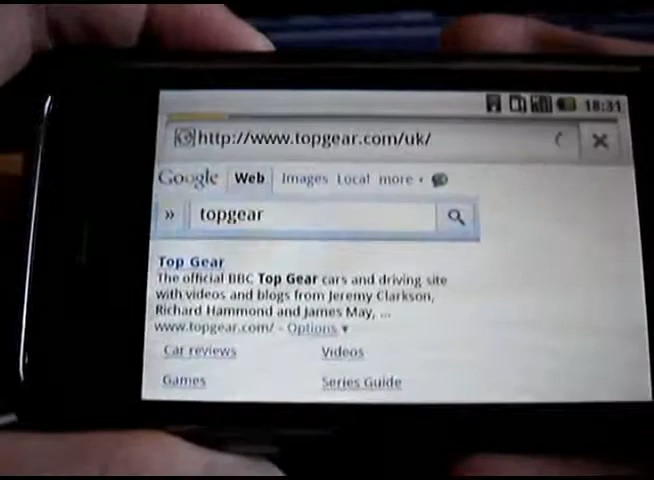 18:31
http://www.topgear.com/uk/
Google Web Images Local more
» topgear
Top Gear
The official BBC Top Gear cars and driving site
with videos and blogs from Jeremy Clarkson,
Richard Hammond and James May, ...
www.topgear.com/ - Options ▼
Car reviews Videos
Games Series Guide